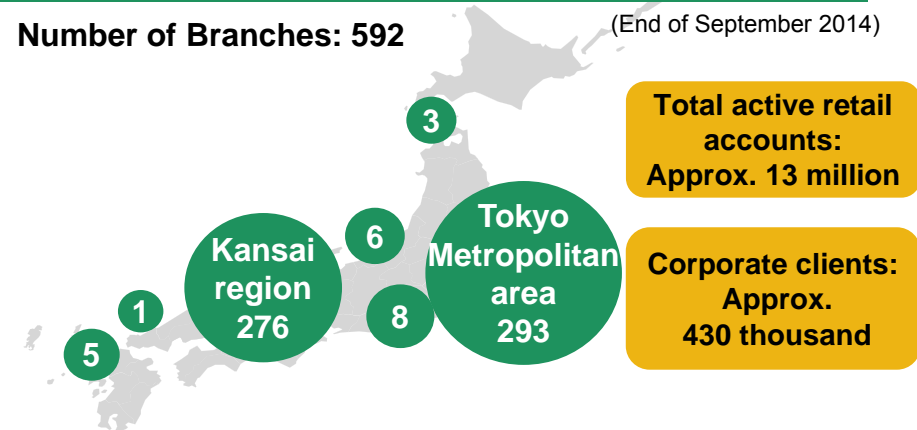 Number of Branches: 592
(End of September 2014)
3
Total active retail
accounts:
Approx. 13 million
6
Tokyo
Metropolitan
area
293
Kansai
region
276
8
1
5
Corporate clients:
Approx.
430 thousand